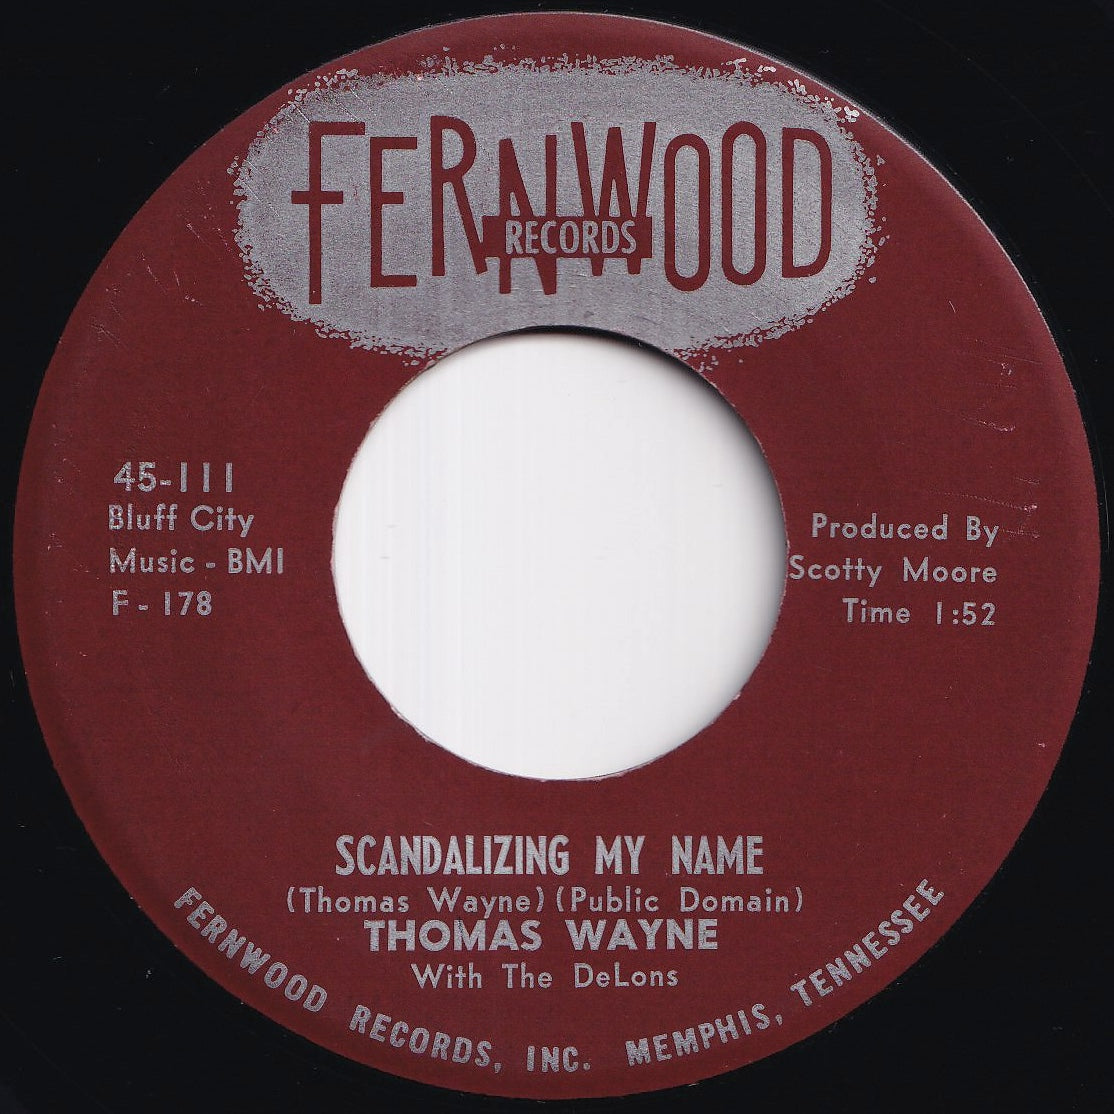 FERNWOOD
RECORDS
45-111
Bluff City
Music - BMI
F - 178
Produced By
Scotty Moore
Time 1:52
SCANDALIZING MY NAME
(Thomas Wayne) (Public Domain)
THOMAS WAYNE
With The DeLons
FERNWOOD RECORDS, INC. MEMPHIS, TENNESSEE